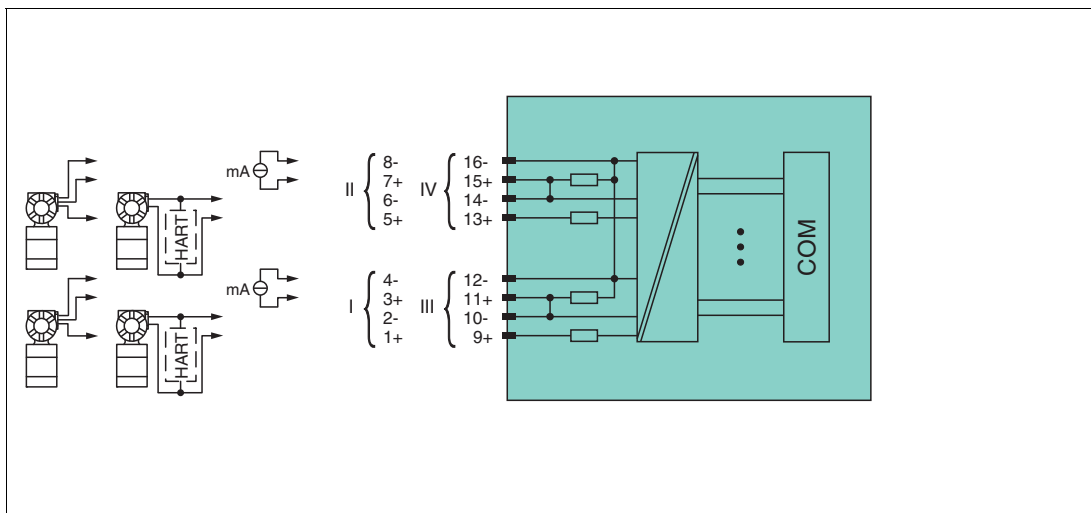 mA
II
8-
7+
6-
5+
IV
16-
15+
14-
13+
HART
mA
I
4-
3+
2-
1+
III
12-
11+
10-
9+
HART
COM